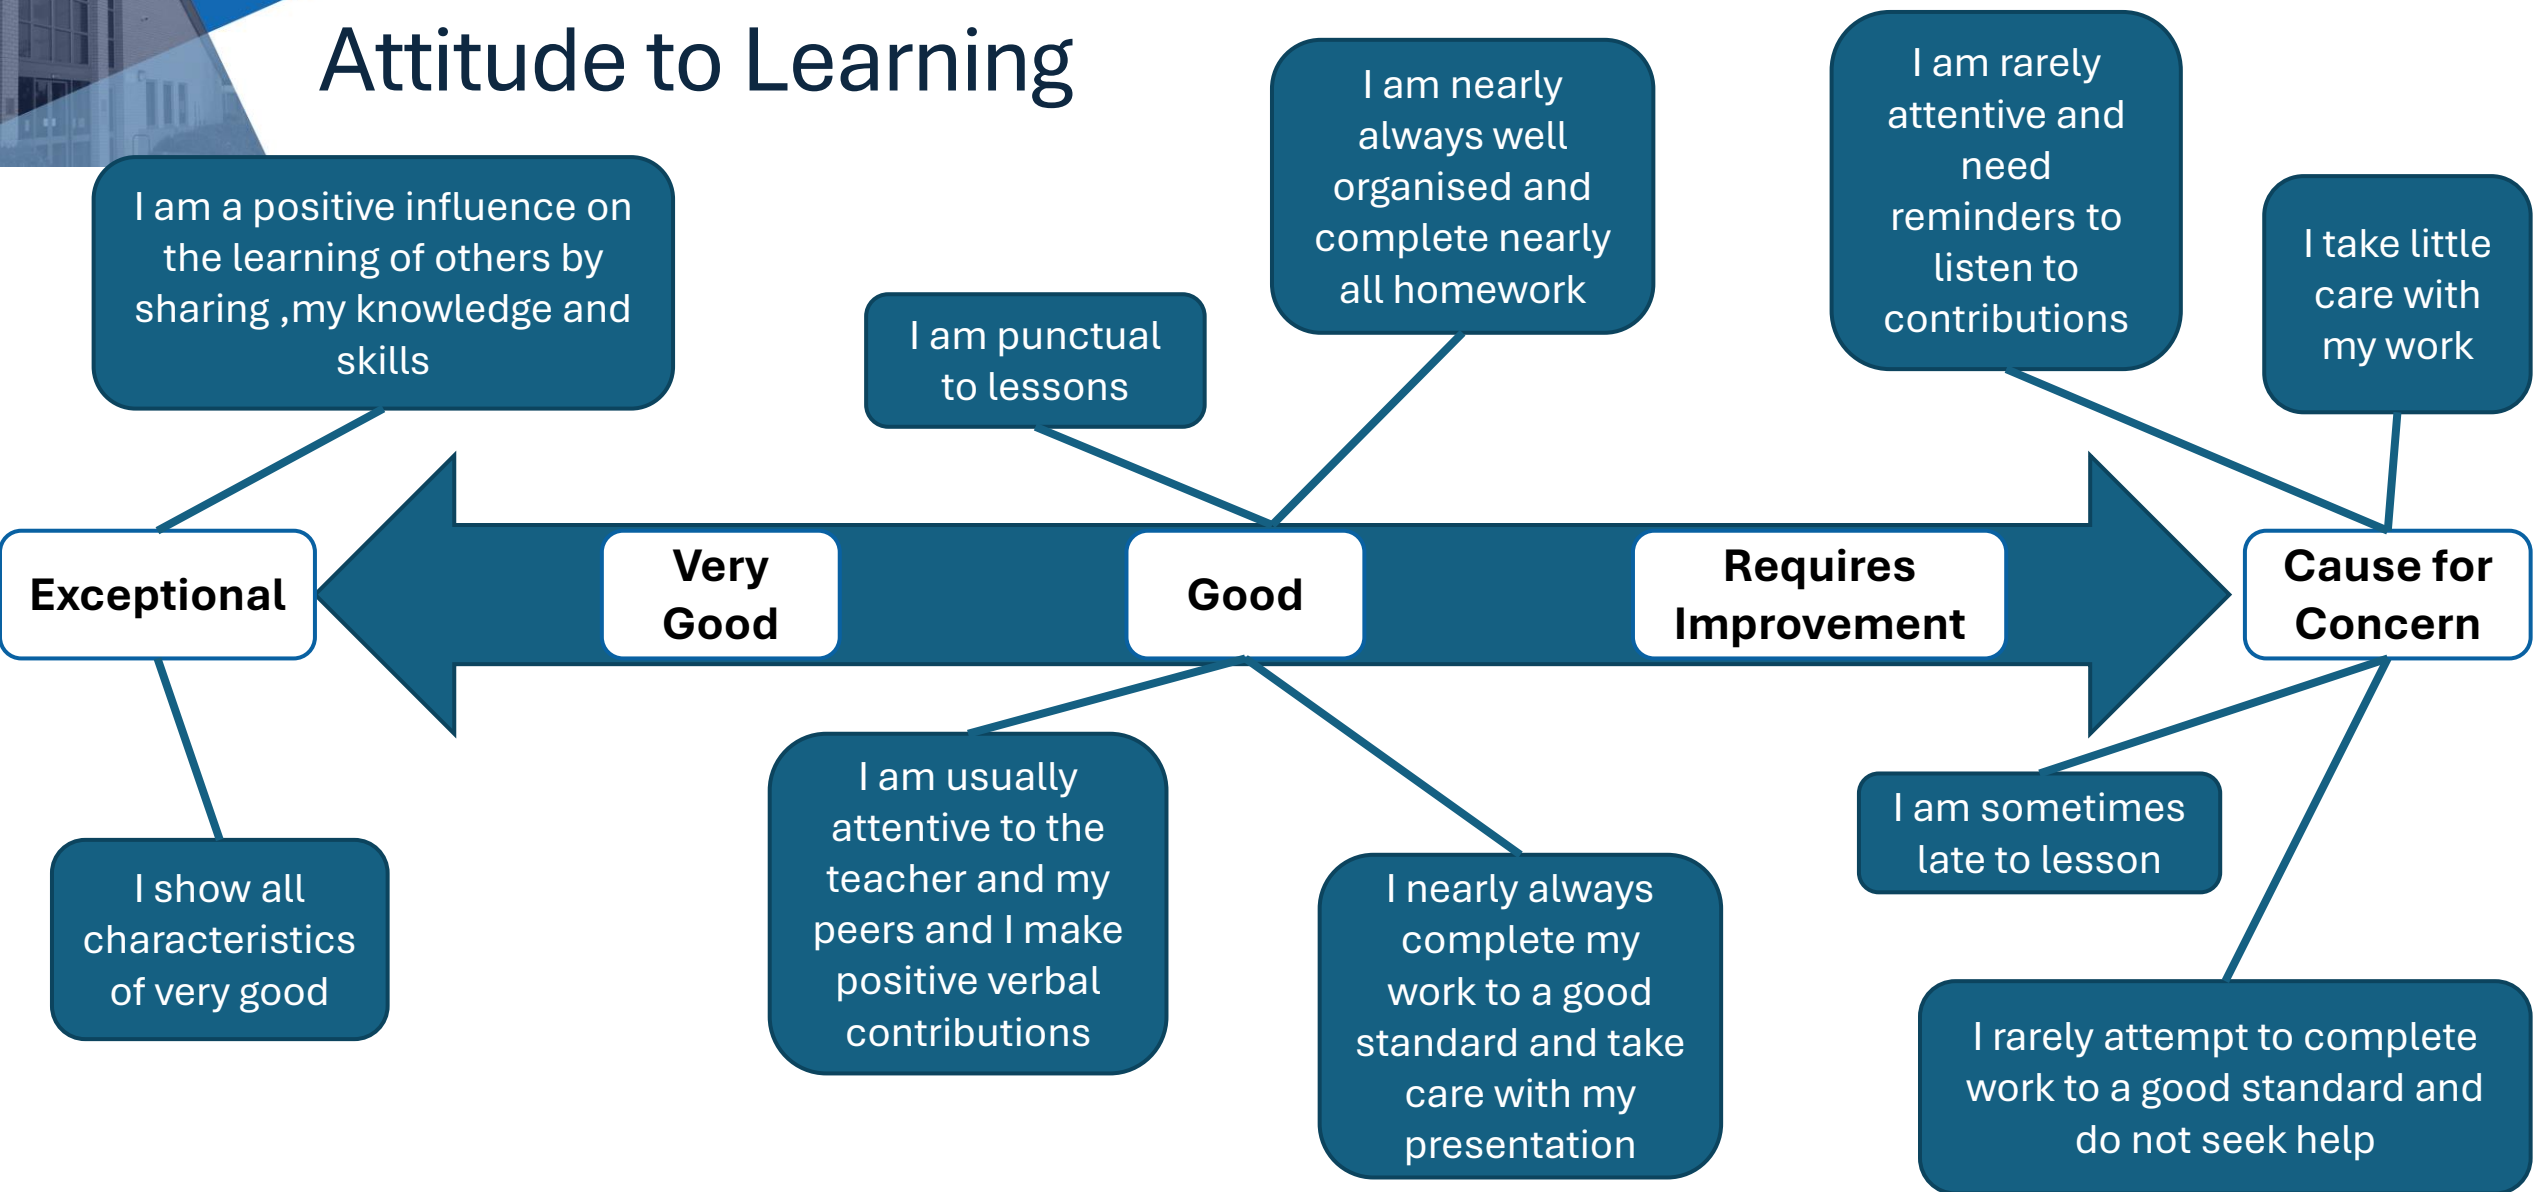 Attitude to Learning
I am a positive influence on
the learning of others by
sharing ,my knowledge and
skills
I am punctual
to lessons
I am nearly
always well
organised and
complete nearly
all homework
I am rarely
attentive and
need
reminders to
listen to
contributions
I take little
care with
my work
Exceptional
Very
Good
Good
Requires
Improvement
Cause for
Concern
I show all
characteristics
of very good
I am usually
attentive to the
teacher and my
peers and I make
positive verbal
contributions
I nearly always
complete my
work to a good
standard and take
care with my
presentation
I am sometimes
late to lesson
I rarely attempt to complete
work to a good standard and
do not seek help